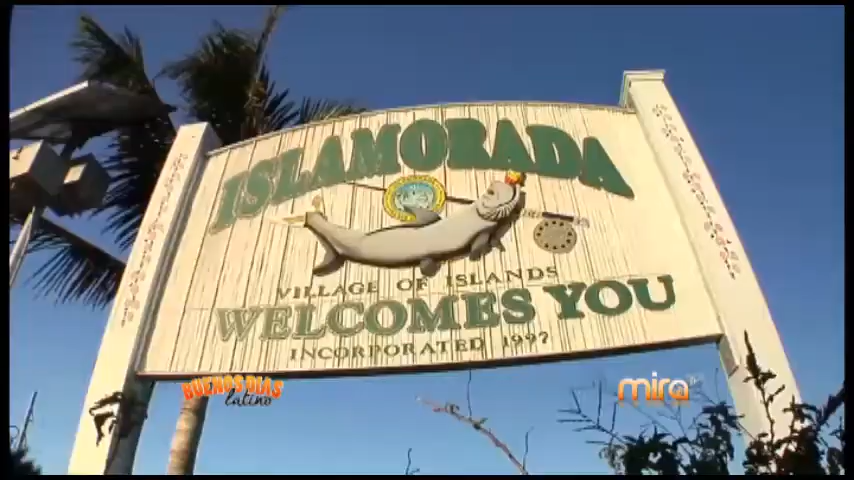 ISLAMORADA
VILLAGE OF ISLANDS
WELCOMES YOU
INCORPORATED 1997
BUENOS DIAS
latino
mira